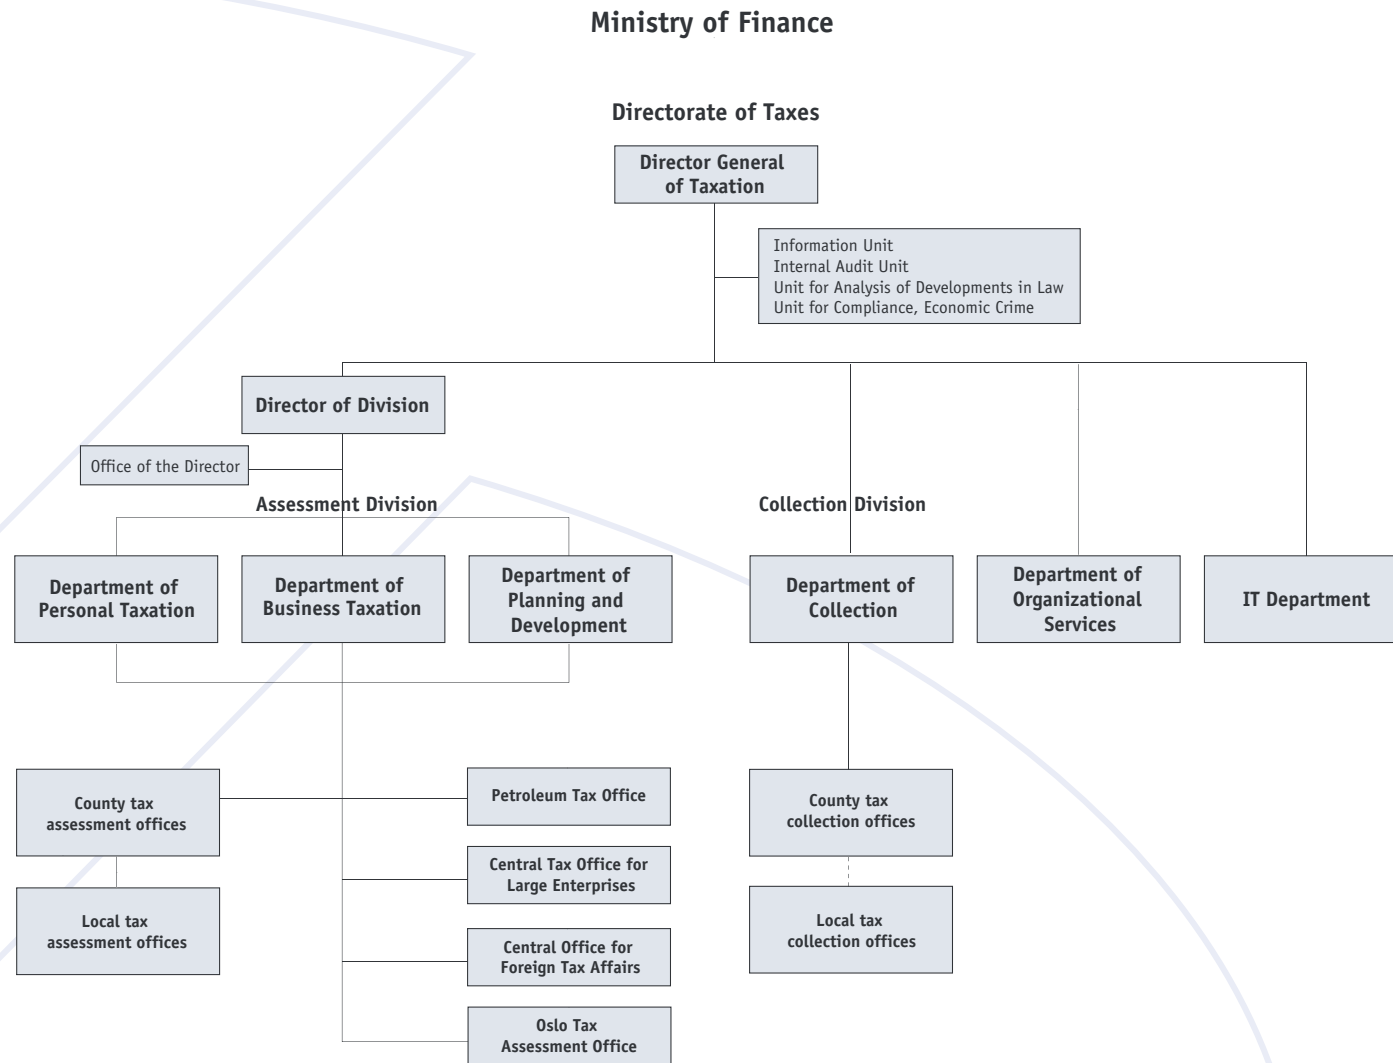 Ministry of Finance
Directorate of Taxes
Director General
of Taxation
Information Unit
Internal Audit Unit
Unit for Analysis of Developments in Law
Unit for Compliance, Economic Crime
Director of Division
Office of the Director
Assessment Division
Collection Division
Department of
Personal Taxation
Department of
Business Taxation
Department of
Planning and
Development
Department of
Collection
Department of
Organizational
Services
IT Department
County tax
assessment offices
Local tax
assessment offices
Petroleum Tax Office
Central Tax Office for
Large Enterprises
Central Office for
Foreign Tax Affairs
Oslo Tax
Assessment Office
County tax
collection offices
Local tax
collection offices